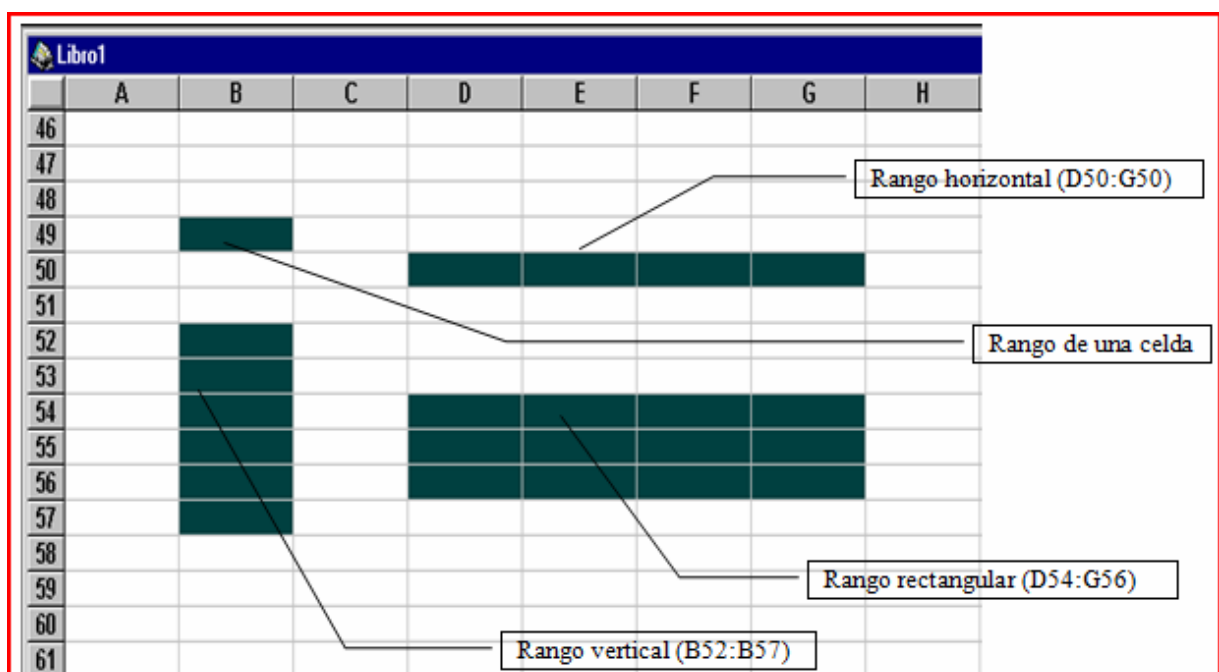 Libro1
A B C D E F G H
46
47
Rango horizontal (D50:G50)
48
49
50
51
52
Rango de una celda
53
54
55
56
57
58
59
Rango rectangular (D54:G56)
60
61
Rango vertical (B52:B57)